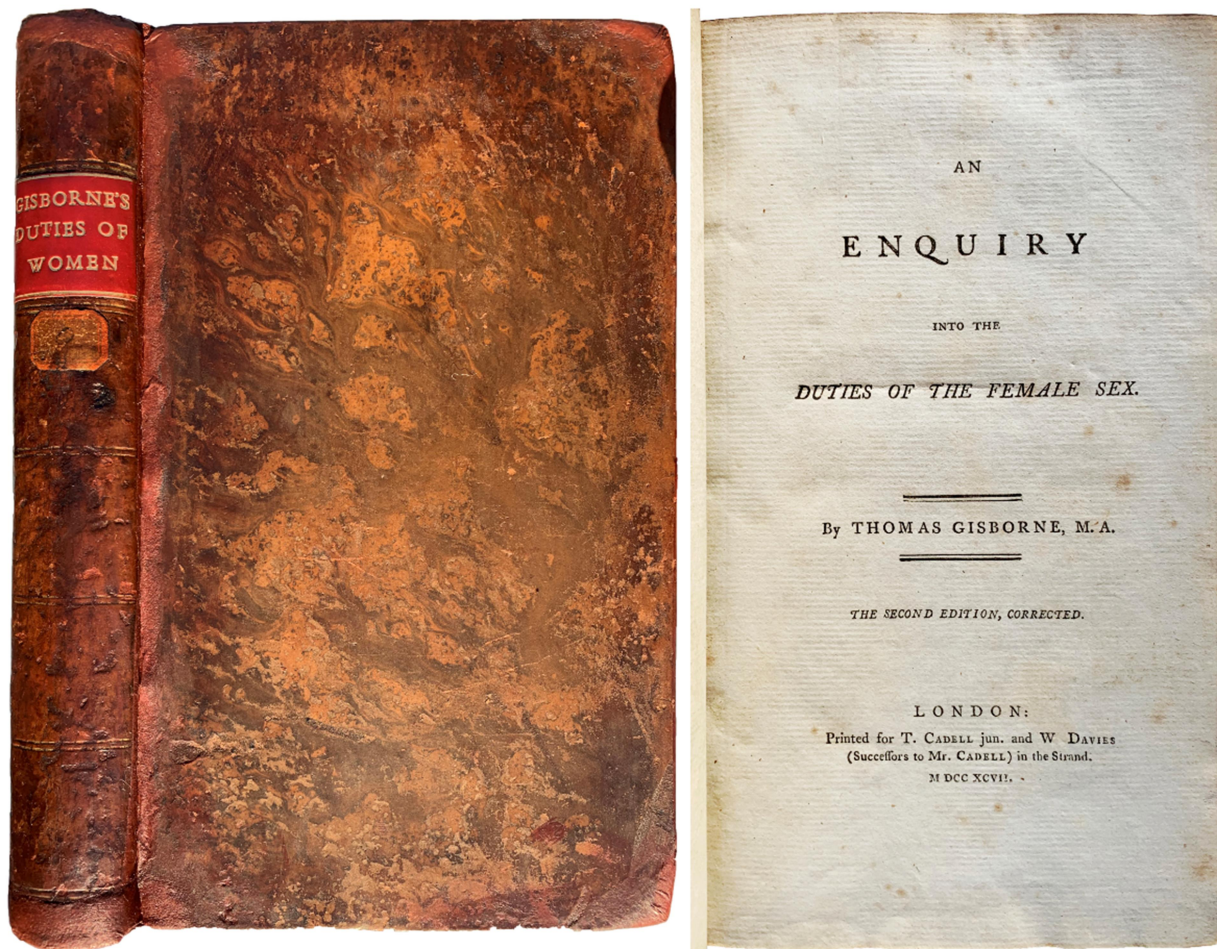 GISBORNE'S
DUTIES OF
WOMEN
AN
ENQUIRY
INTO THE
DUTIES OF THE FEMALE SEX.
By THOMAS GISBORNE, M.A.
THE SECOND EDITION, CORRECTED.
LONDON:
Printed for T. CADELL jun. and W DAVIES
(Succeſſors to Mr. CADELL) in the Strand.
M DCC XCVII.